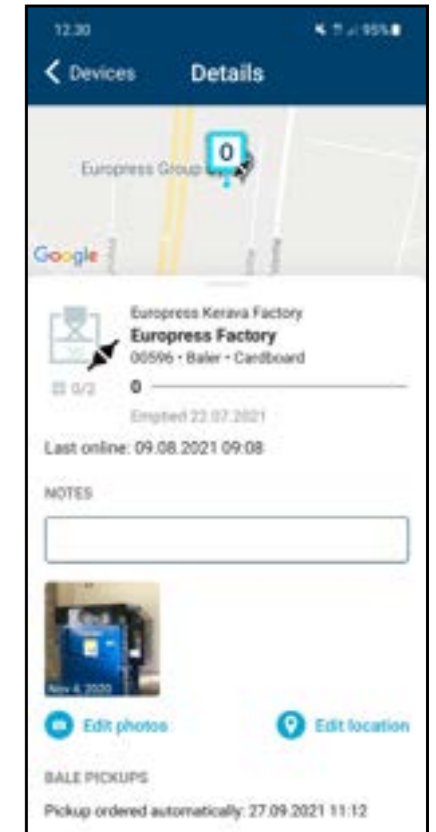 12.30 95%
Devices Details
0
Europress Group
Google
Europress Kerava Factory
Europress Factory
00596 • Baler • Cardboard
0/2 0
Emptied 22.07.2021
Last online: 09.08.2021 09:08
NOTES
Nov 4, 2020
Edit photos Edit location
BALE PICKUPS
Pickup ordered automatically: 27.09.2021 11:12